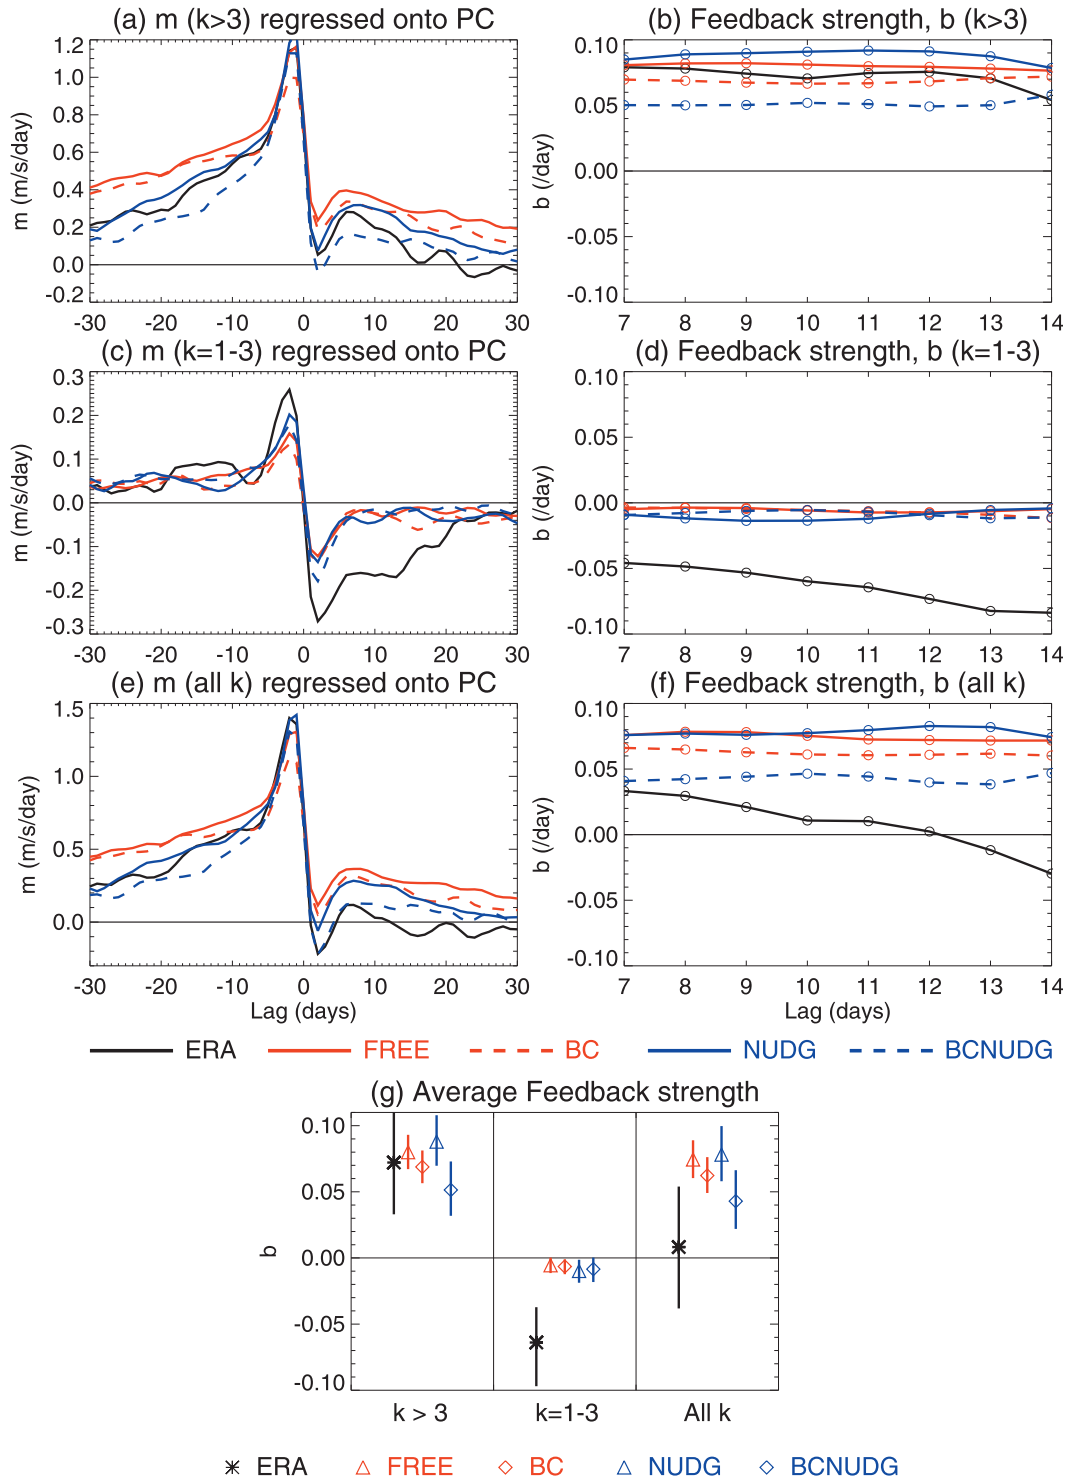 (a) m (k>3) regressed onto PC
(b) Feedback strength, b (k>3)
m (m/s/day)
1.2
1.0
0.8
0.6
0.4
0.2
0.0
-0.2
-30 -20 -10 0 10 20 30
b (/day)
0.10
0.05
0.00
-0.05
-0.10
7 8 9 10 11 12 13 14
(c) m (k=1-3) regressed onto PC
(d) Feedback strength, b (k=1-3)
m (m/s/day)
0.3
0.2
0.1
0.0
-0.1
-0.2
-0.3
-30 -20 -10 0 10 20 30
b (/day)
0.10
0.05
0.00
-0.05
-0.10
7 8 9 10 11 12 13 14
(e) m (all k) regressed onto PC
(f) Feedback strength, b (all k)
m (m/s/day)
1.5
1.0
0.5
0.0
-30 -20 -10 0 10 20 30
Lag (days)
b (/day)
0.10
0.05
0.00
-0.05
-0.10
7 8 9 10 11 12 13 14
Lag (days)
ERA FREE BC NUDG BCNUDG
(g) Average Feedback strength
b
0.10
0.05
0.00
-0.05
-0.10
k > 3 k=1-3 All k
ERA FREE BC NUDG BCNUDG